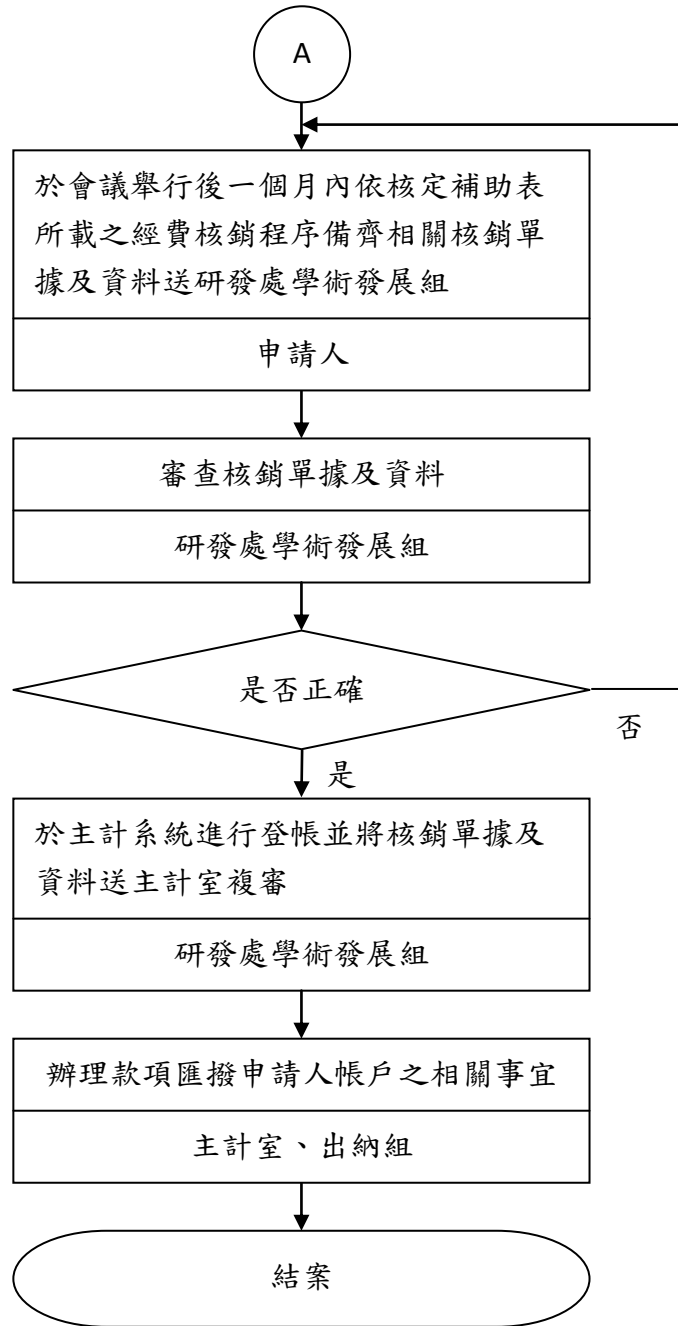 A
於會議舉行後一個月內依核定補助表
所載之經費核銷程序備齊相關核銷單
據及資料送研發處學術發展組
申請人
審查核銷單據及資料
研發處學術發展組
是否正確
否
是
於主計系統進行登帳並將核銷單據及
資料送主計室複審
研發處學術發展組
辦理款項匯撥申請人帳戶之相關事宜
主計室、出納組
結案